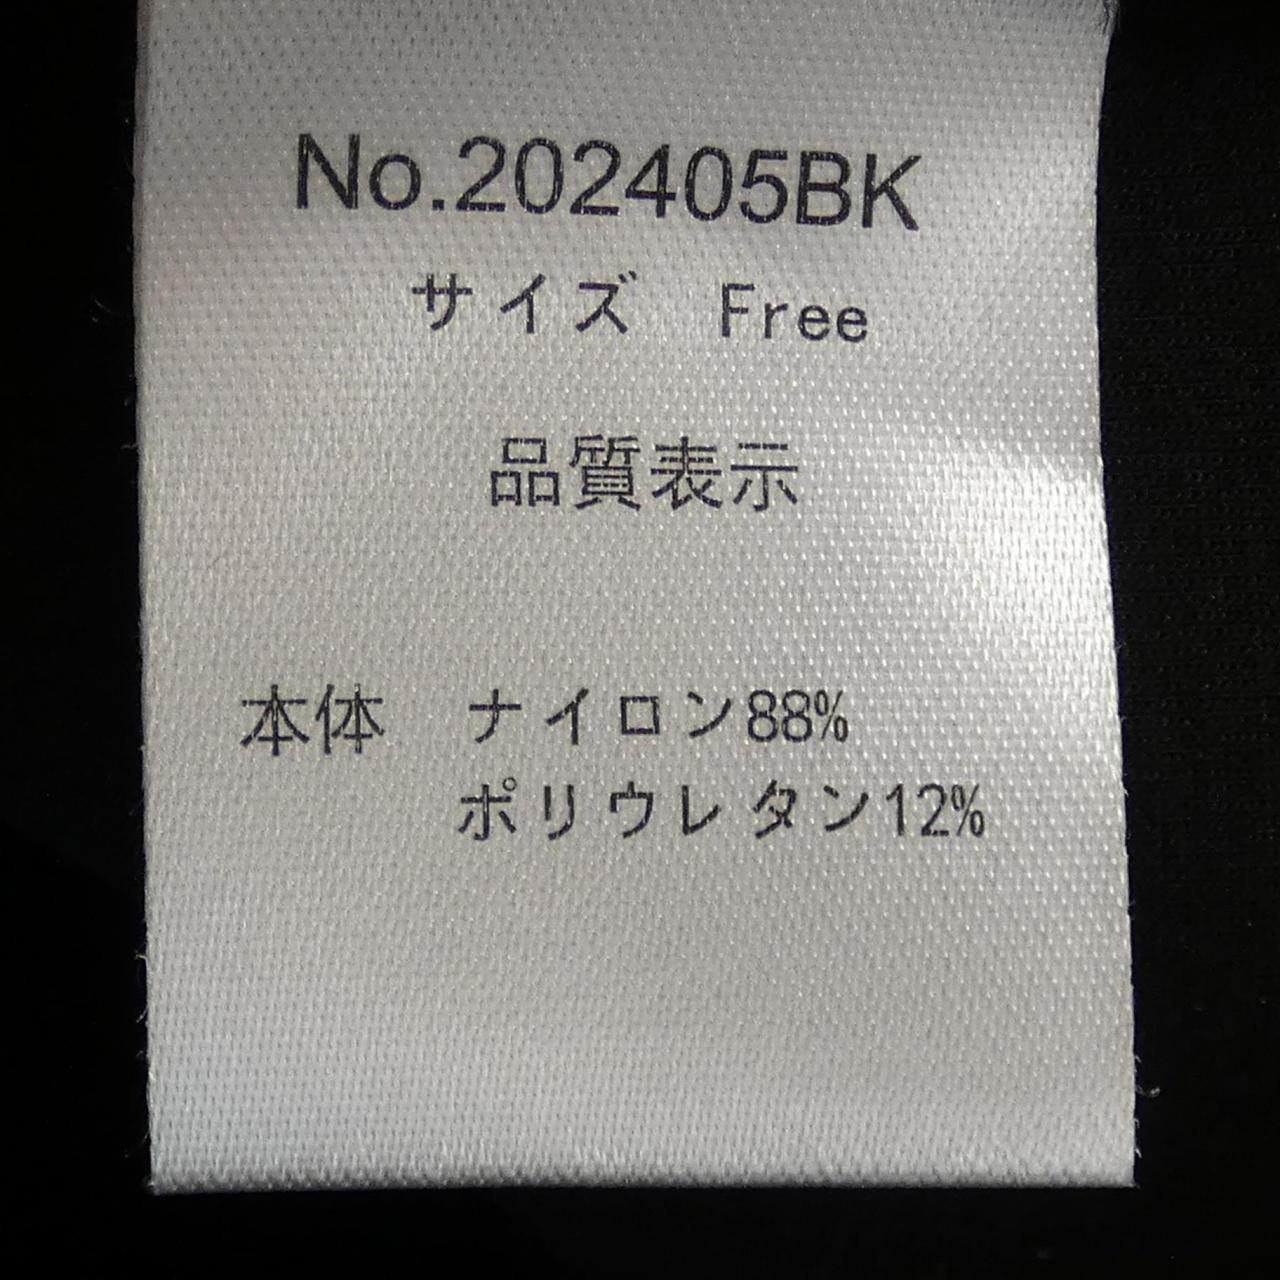 No.202405BK
サイズ　Free
品質表示
本体　ナイロン88%
ポリウレタン12%